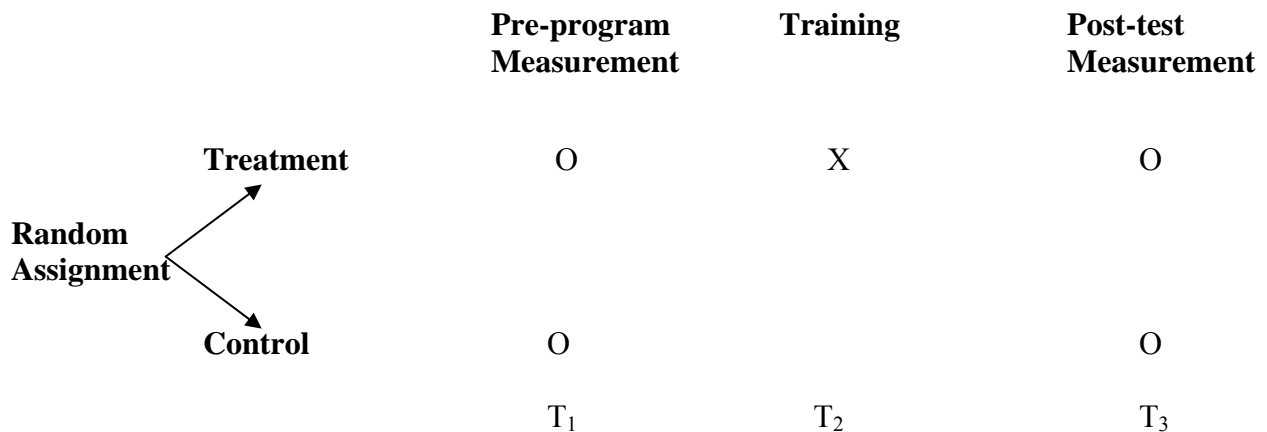 Pre-program Training Post-test
Measurement Measurement
Treatment O X O
Random
Assignment
Control O O
T₁ T₂ T₃